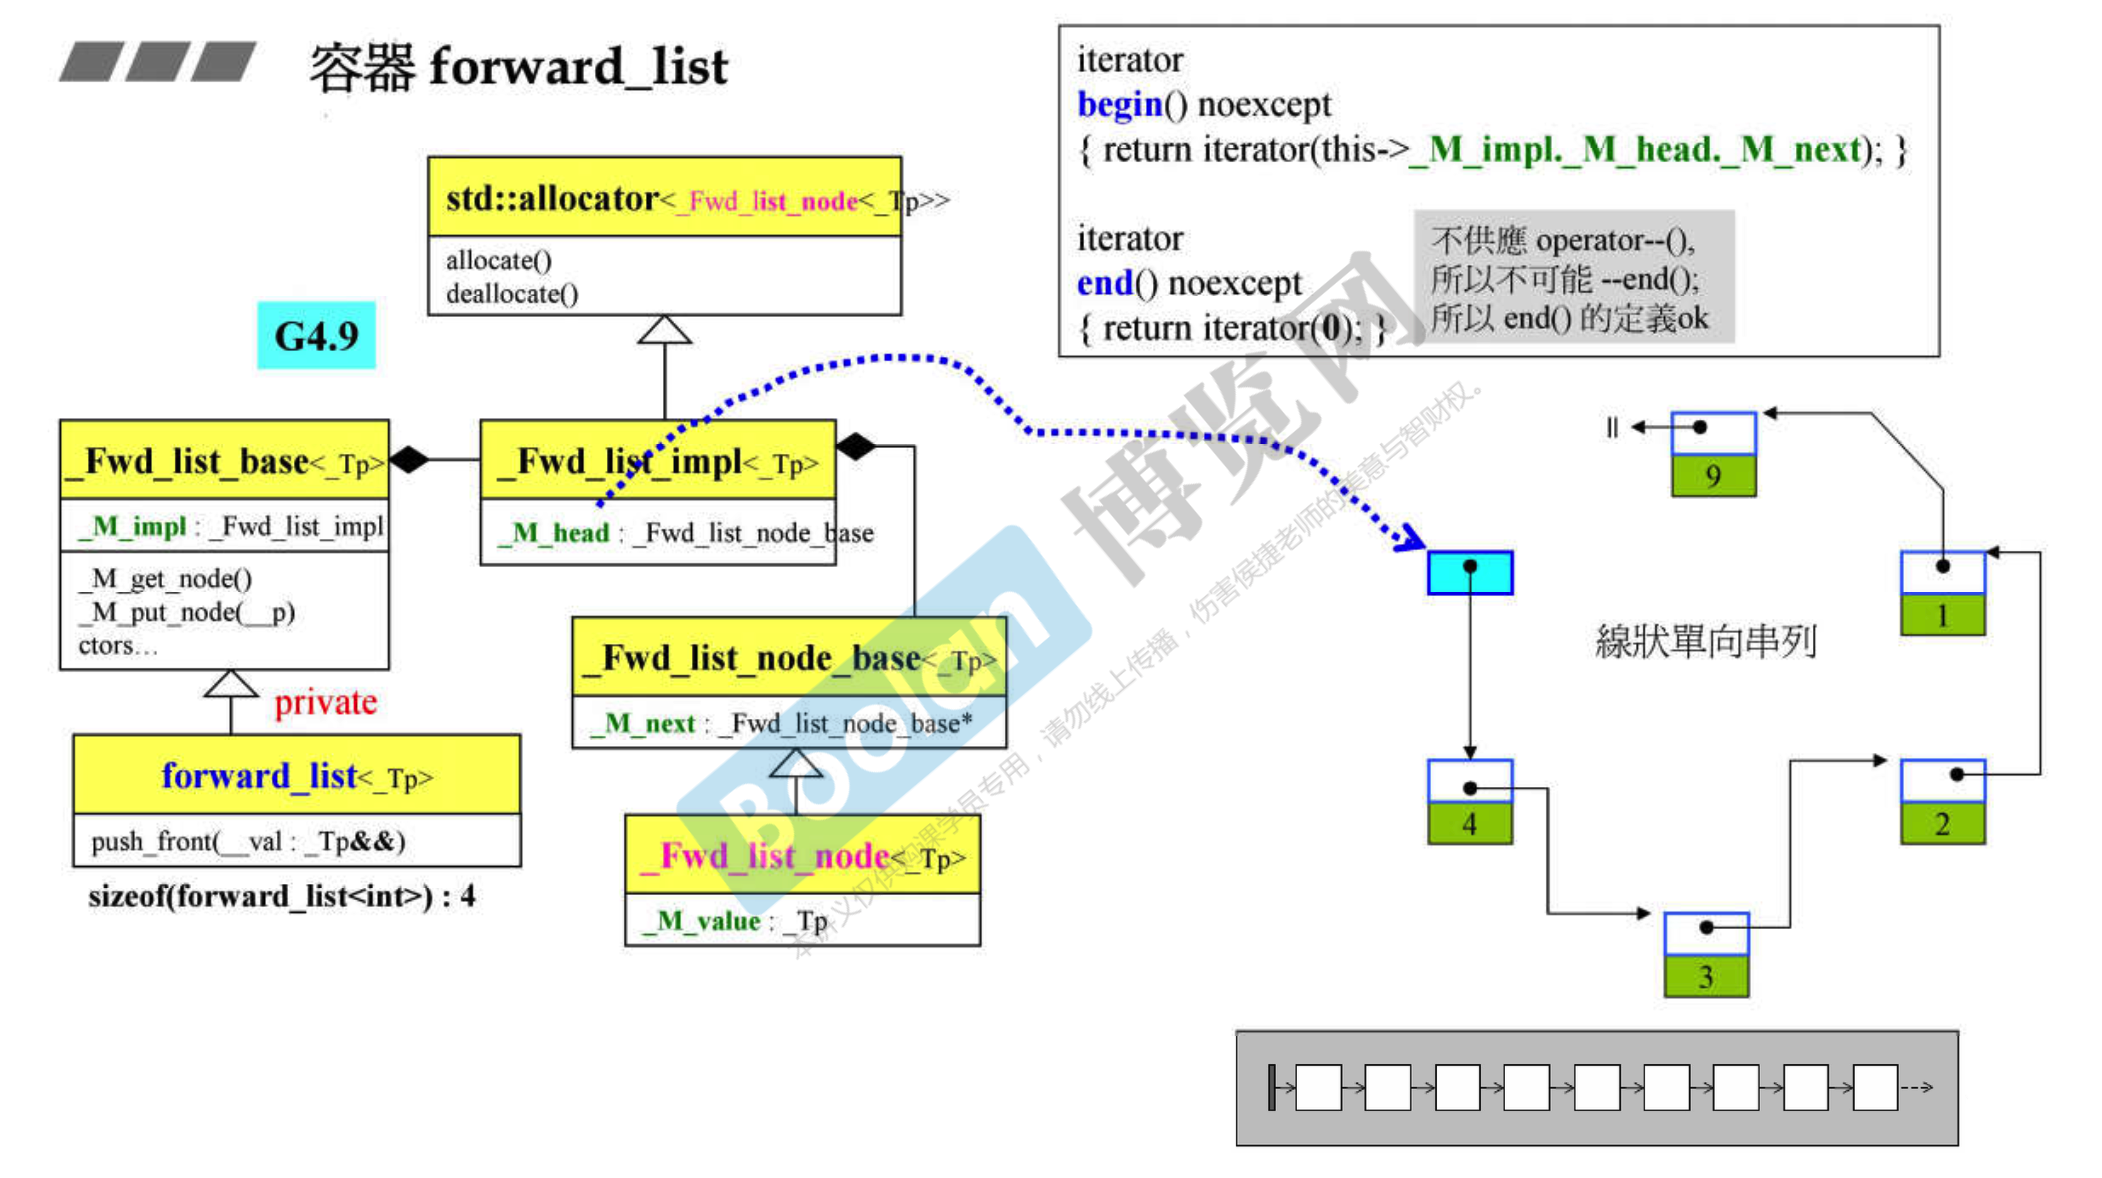 容器 forward_list
iterator
begin() noexcept
{ return iterator(this->_M_impl._M_head._M_next); }
iterator
end() noexcept
{ return iterator(0); }
不供應 operator--(),
所以不可能 --end();
所以 end() 的定義ok
std::allocator<_Fwd_list_node<_Tp>>
allocate()
deallocate()
G4.9
_Fwd_list_base<_Tp>
_M_impl : _Fwd_list_impl
_M_get_node()
_M_put_node(__p)
ctors…
_Fwd_list_impl<_Tp>
_M_head : _Fwd_list_node_base
private
forward_list<_Tp>
push_front(__val : _Tp&&)
sizeof(forward_list<int>) : 4
_Fwd_list_node_base<_Tp>
_M_next : _Fwd_list_node_base*
_Fwd_list_node<_Tp>
_M_value : _Tp
9
1
線狀單向串列
4
2
3
Boolan
博览网
本讲义仅供购课学员专用，请勿线上传播，伤害侯捷老师的美意与智财权。